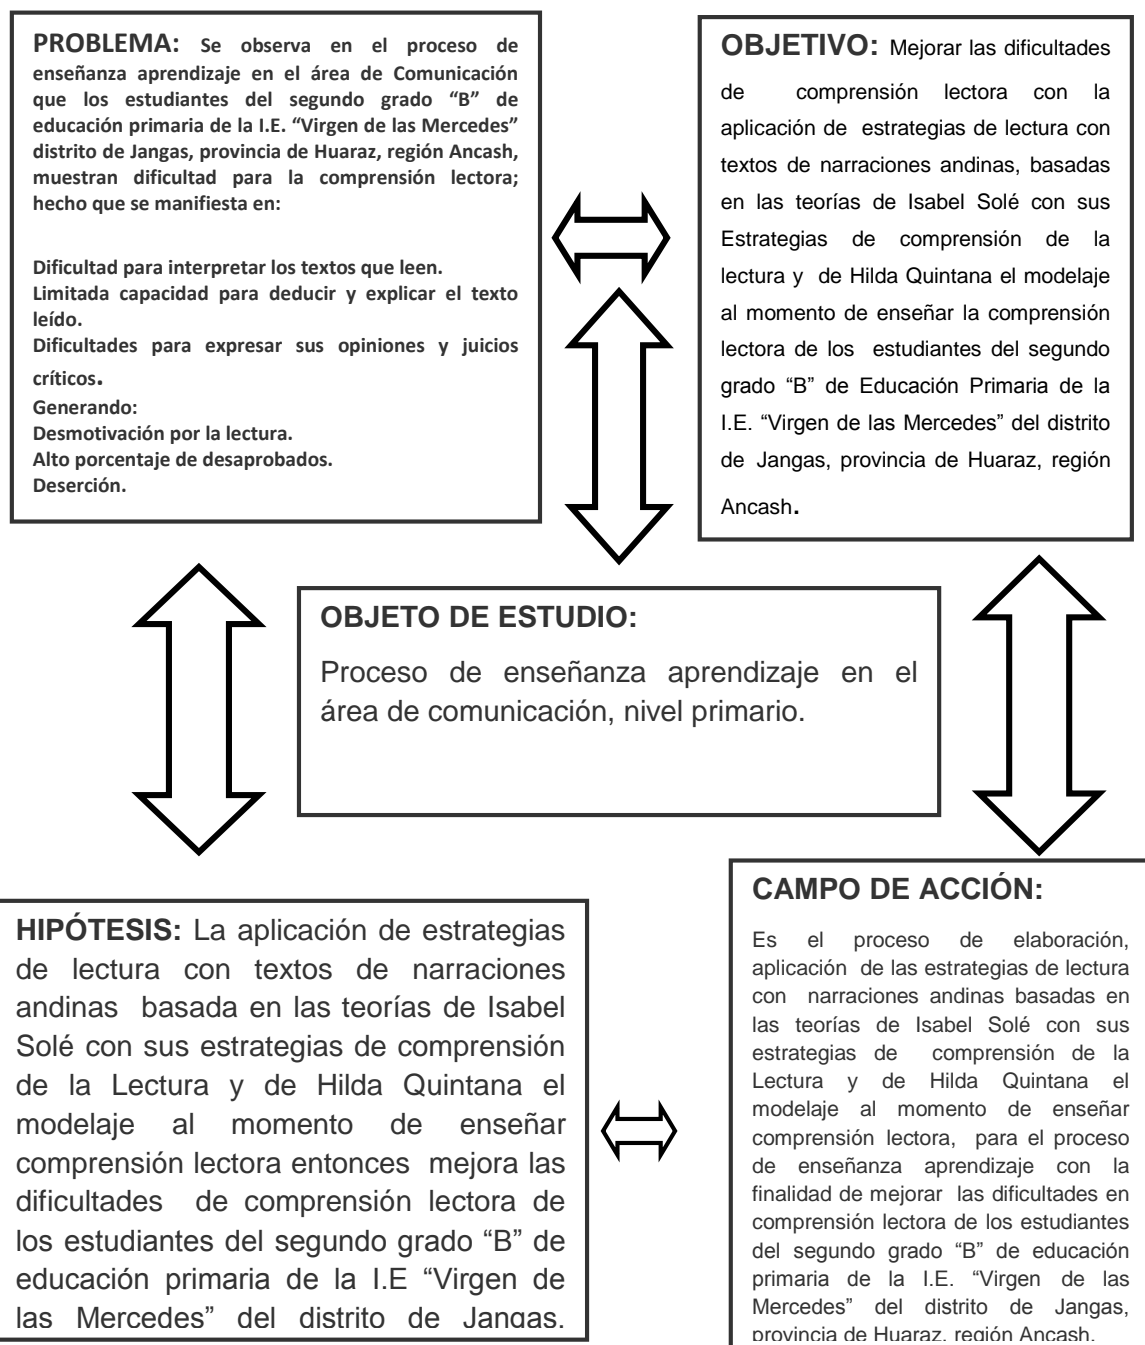 PROBLEMA: Se observa en el proceso de
enseñanza aprendizaje en el área de Comunicación
que los estudiantes del segundo grado “B” de
educación primaria de la I.E. “Virgen de las Mercedes”
distrito de Jangas, provincia de Huaraz, región Ancash,
muestran dificultad para la comprensión lectora;
hecho que se manifiesta en:
Dificultad para interpretar los textos que leen.
Limitada capacidad para deducir y explicar el texto
leído.
Dificultades para expresar sus opiniones y juicios
críticos.
Generando:
Desmotivación por la lectura.
Alto porcentaje de desaprobados.
Deserción.
OBJETIVO: Mejorar las dificultades
de comprensión lectora con la
aplicación de estrategias de lectura con
textos de narraciones andinas, basadas
en las teorías de Isabel Solé con sus
Estrategias de comprensión de la
lectura y de Hilda Quintana el modelaje
al momento de enseñar la comprensión
lectora de los estudiantes del segundo
grado “B” de Educación Primaria de la
I.E. “Virgen de las Mercedes” del distrito
de Jangas, provincia de Huaraz, región
Ancash.
OBJETO DE ESTUDIO:
Proceso de enseñanza aprendizaje en el
área de comunicación, nivel primario.
HIPÓTESIS: La aplicación de estrategias
de lectura con textos de narraciones
andinas basada en las teorías de Isabel
Solé con sus estrategias de comprensión
de la Lectura y de Hilda Quintana el
modelaje al momento de enseñar
comprensión lectora entonces mejora las
dificultades de comprensión lectora de
los estudiantes del segundo grado “B” de
educación primaria de la I.E “Virgen de
las Mercedes” del distrito de Jangas.
CAMPO DE ACCIÓN:
Es el proceso de elaboración,
aplicación de las estrategias de lectura
con narraciones andinas basadas en
las teorías de Isabel Solé con sus
estrategias de comprensión de la
Lectura y de Hilda Quintana el
modelaje al momento de enseñar
comprensión lectora, para el proceso
de enseñanza aprendizaje con la
finalidad de mejorar las dificultades en
comprensión lectora de los estudiantes
del segundo grado “B” de educación
primaria de la I.E. “Virgen de las
Mercedes” del distrito de Jangas,
provincia de Huaraz, región Ancash.